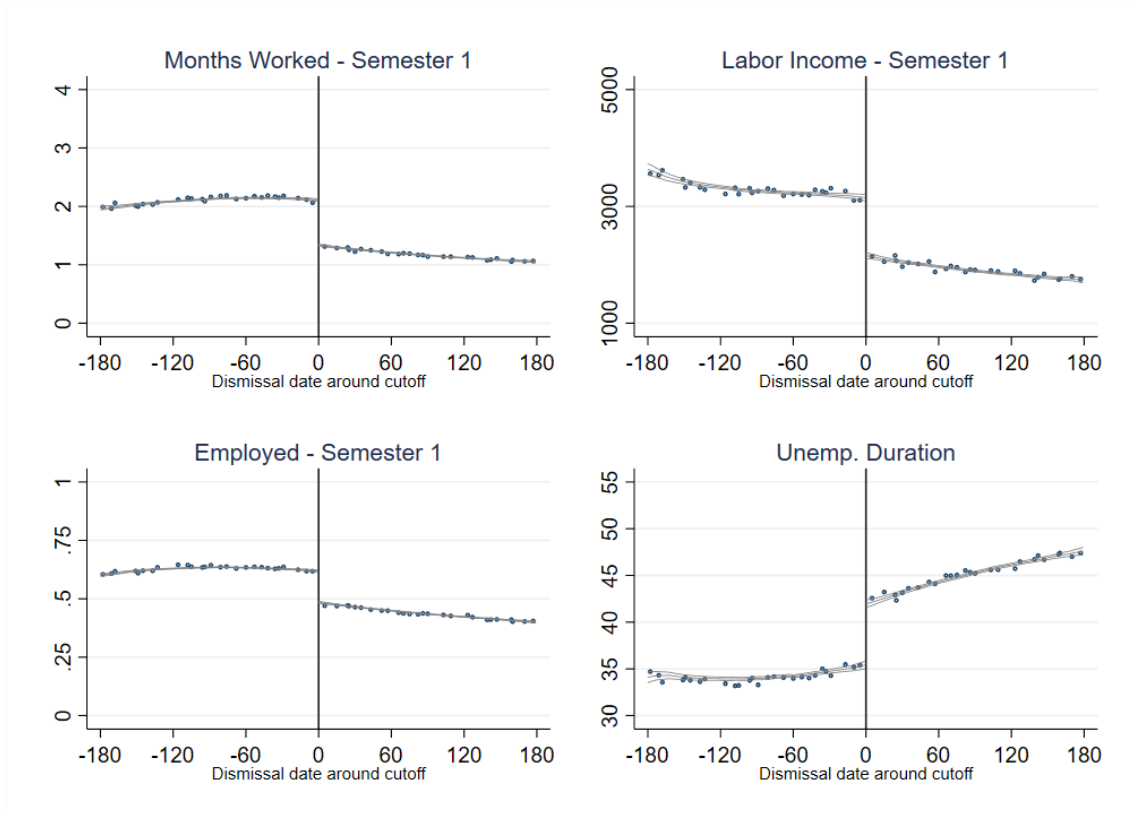 Months Worked - Semester 1
4
3
2
1
0
-180 -120 -60 0 60 120 180
Dismissal date around cutoff
Labor Income - Semester 1
5000
3000
1000
-180 -120 -60 0 60 120 180
Dismissal date around cutoff
Employed - Semester 1
1
.75
.5
.25
0
-180 -120 -60 0 60 120 180
Dismissal date around cutoff
Unemp. Duration
55
50
45
40
35
30
-180 -120 -60 0 60 120 180
Dismissal date around cutoff